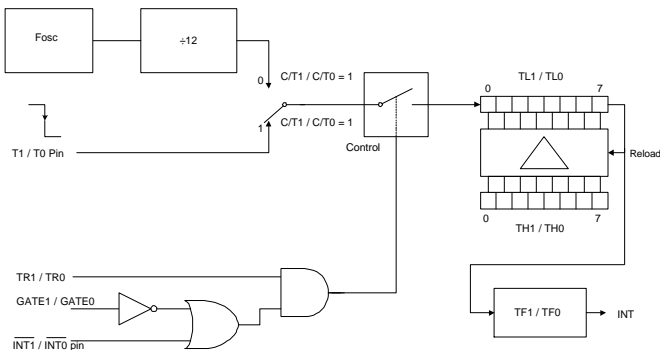 Fosc
÷12
0
C/T1 / C/T0 = 1
1
C/T1 / C/T0 = 1
T1 / T0 Pin
Control
TL1 / TL0
0 7
Reload
0 7
TH1 / TH0
TR1 / TR0
GATE1 / GATE0
INT1 / INT0 pin
TF1 / TF0
INT